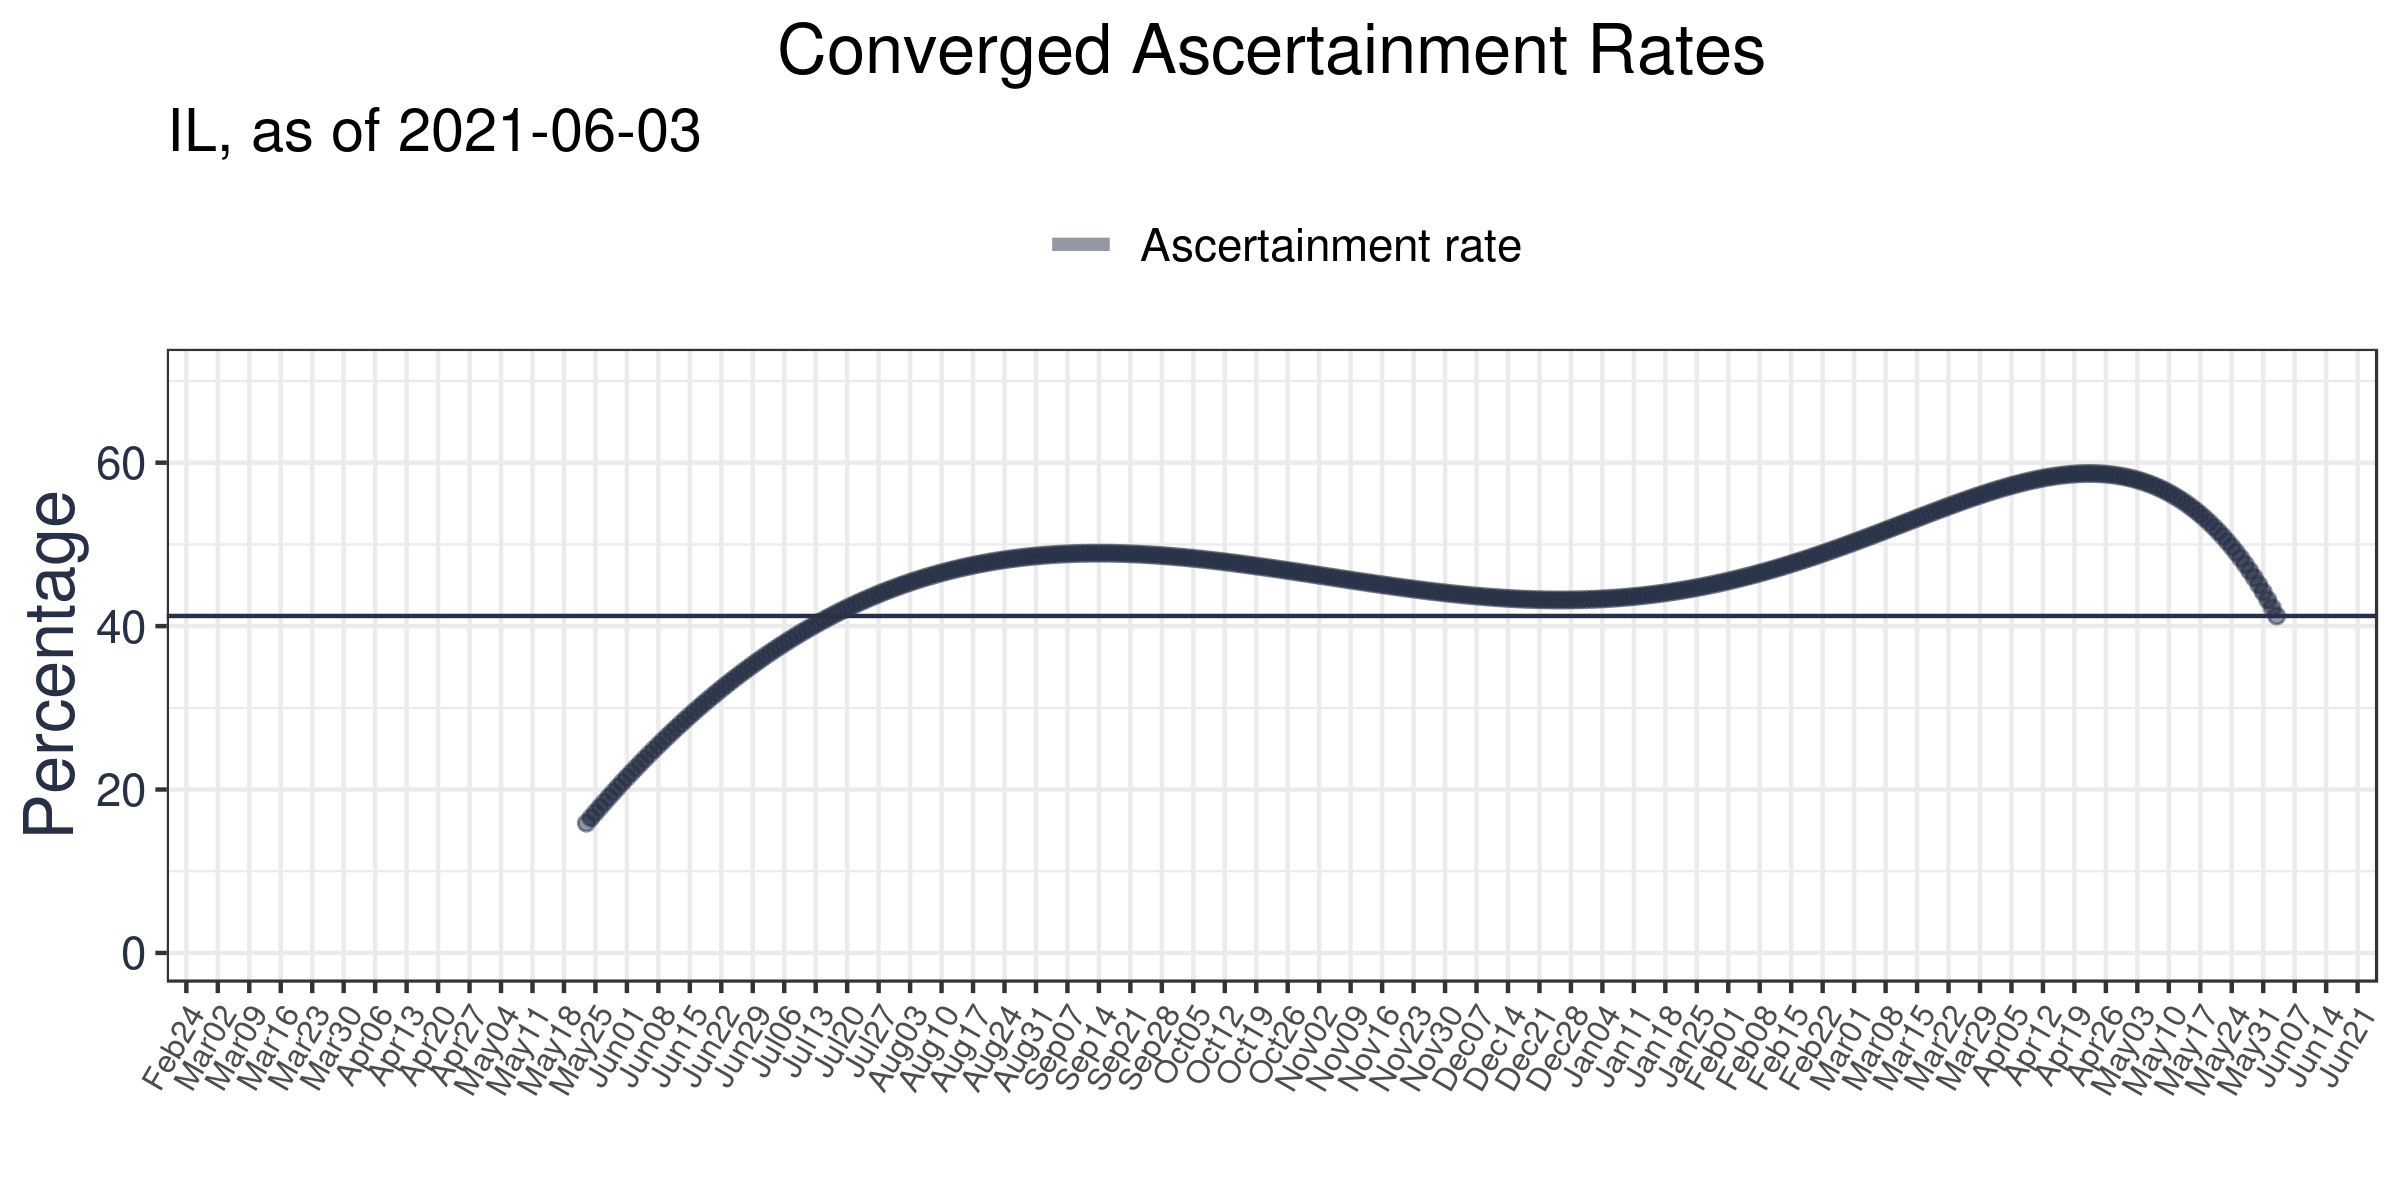 Converged Ascertainment Rates
IL, as of 2021-06-03
Ascertainment rate
Percentage
60
40
20
0
Feb24 Mar02 Mar09 Mar16 Mar23 Mar30 Apr06 Apr13 Apr20 Apr27 May04 May11 May18 May25 Jun01 Jun08 Jun15 Jun22 Jun29 Jul06 Jul13 Jul20 Jul27 Aug03 Aug10 Aug17 Aug24 Aug31 Sep07 Sep14 Sep21 Sep28 Oct05 Oct12 Oct19 Oct26 Nov02 Nov09 Nov16 Nov23 Nov30 Dec07 Dec14 Dec21 Dec28 Jan04 Jan11 Jan18 Jan25 Feb01 Feb08 Feb15 Feb22 Mar01 Mar08 Mar15 Mar22 Mar29 Apr05 Apr12 Apr19 Apr26 May03 May10 May17 May24 May31 Jun07 Jun14 Jun21